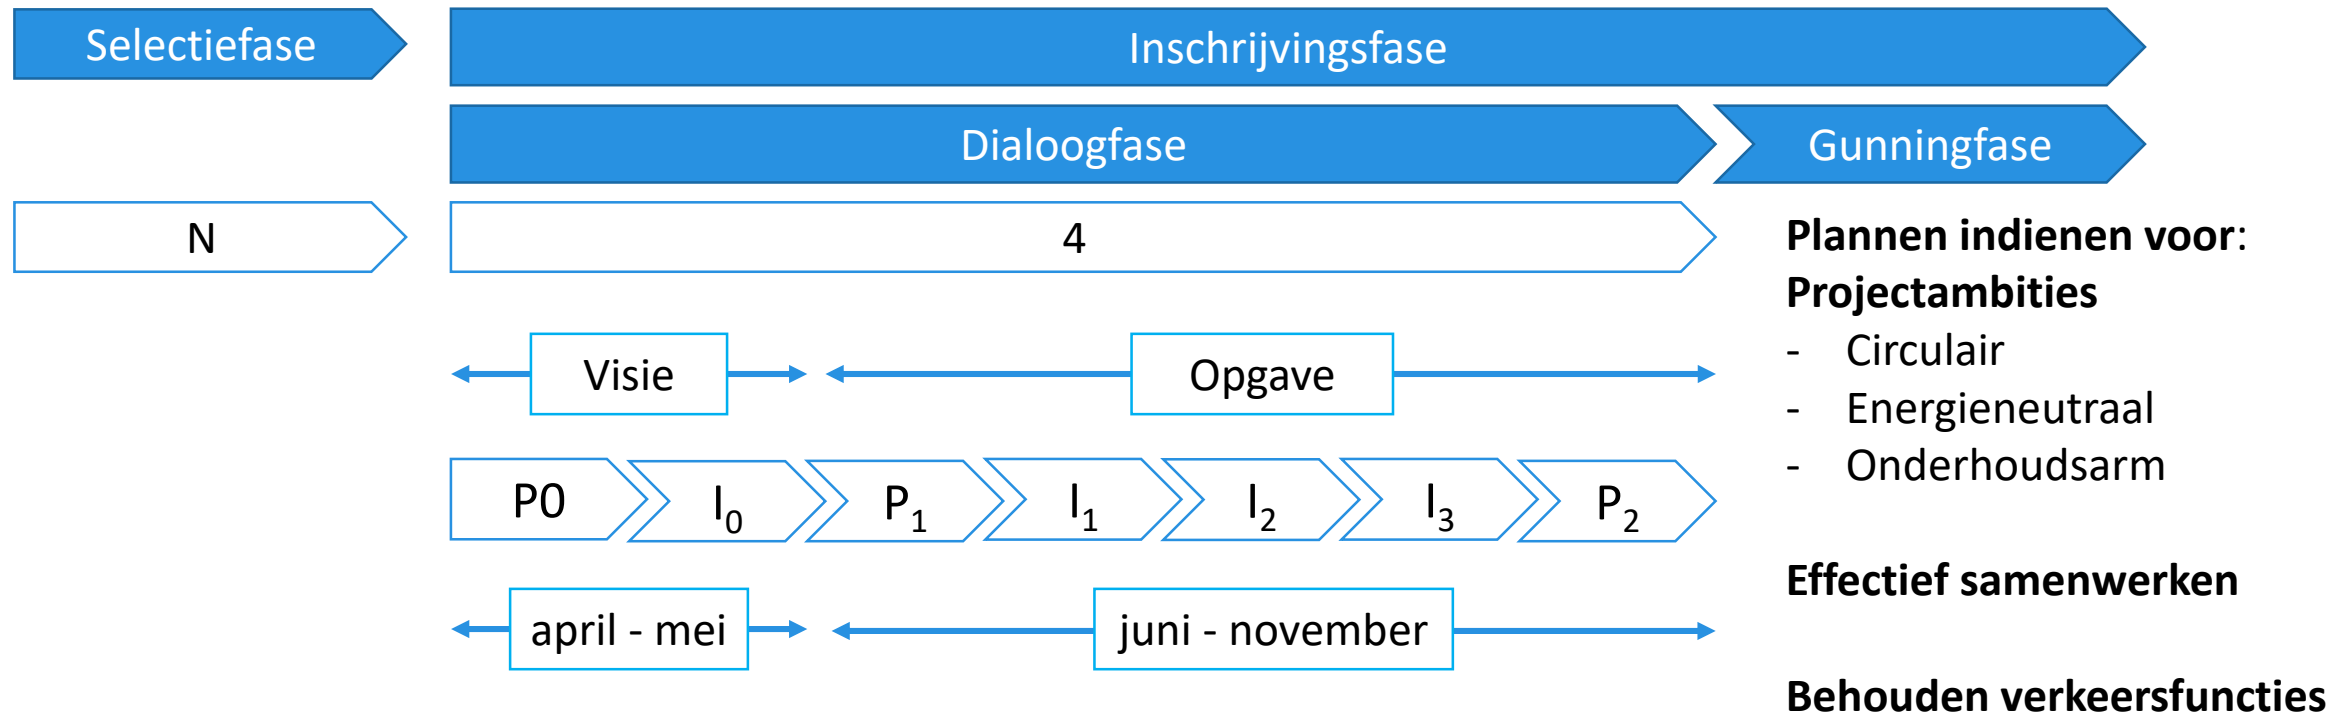 Selectiefase
Inschrijvingsfase
Dialoogfase
Gunningfase
N
4
Plannen indienen voor:
Projectambities
- Circulair
- Energieneutraal
- Onderhoudsarm
Effectief samenwerken
Behouden verkeersfuncties
Visie
Opgave
P0
I₀
P₁
I₁
I₂
I₃
P₂
april - mei
juni - november